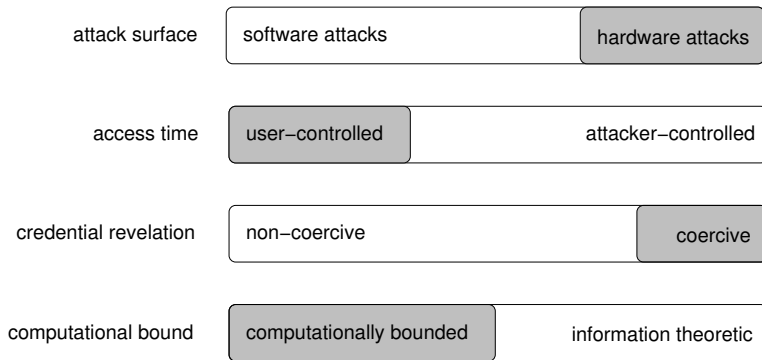 attack surface software attacks hardware attacks
access time user−controlled attacker−controlled
credential revelation non−coercive coercive
computational bound computationally bounded information theoretic